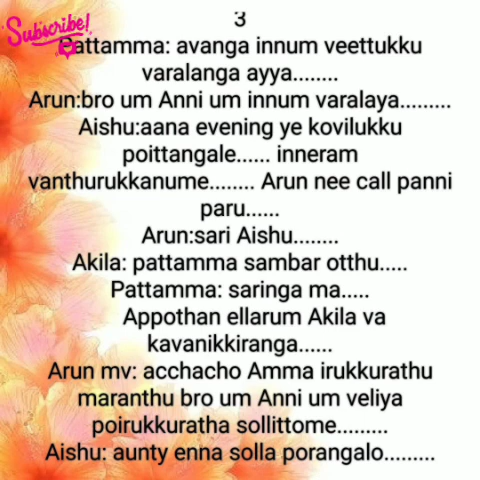 3
Subscribe!
Pattamma: avanga innum veettukku
varalanga ayya........
Arun:bro um Anni um innum varalaya.........
Aishu:aana evening ye kovilukku
poittangale...... inneram
vanthurukkanume........ Arun nee call panni
paru......
Arun:sari Aishu........
Akila: pattamma sambar otthu.....
Pattamma: saringa ma.....
Appothan ellarum Akila va
kavanikkiranga......
Arun mv: acchacho Amma irukkurathu
maranthu bro um Anni um veliya
poirukkuratha sollittome.........
Aishu: aunty enna solla porangalo.........